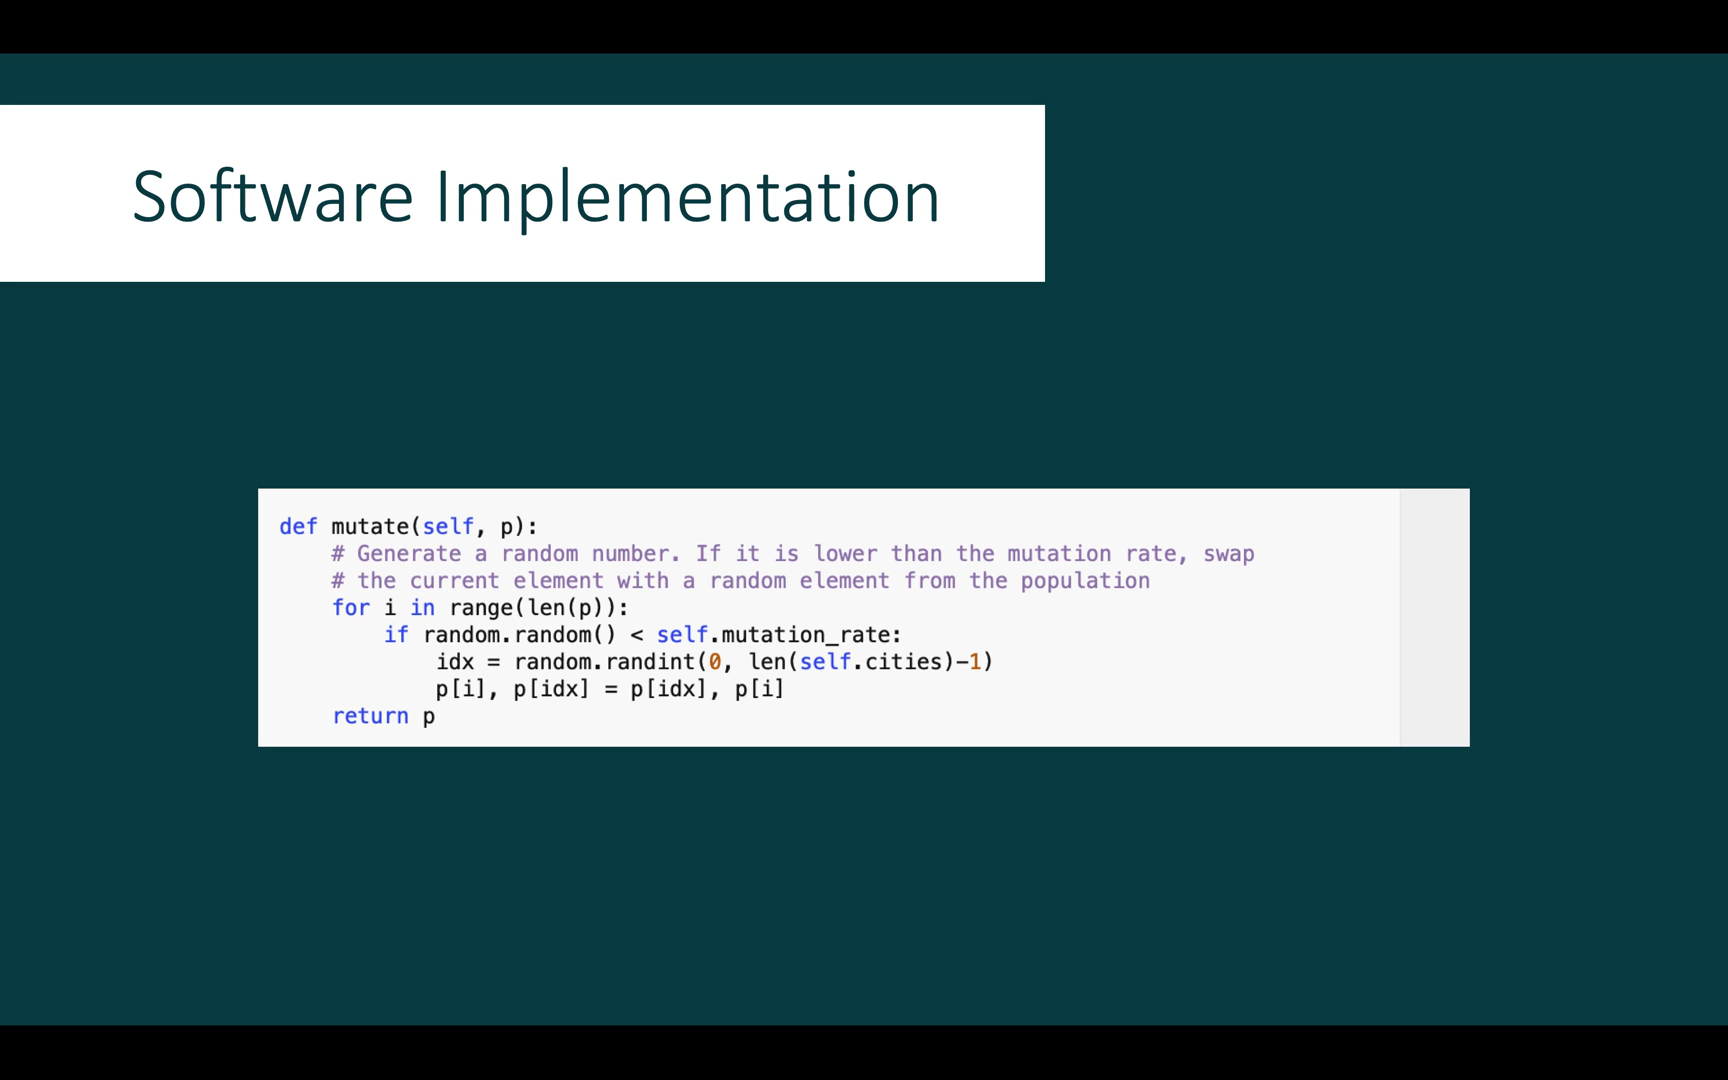 Software Implementation
def mutate(self, p):
    # Generate a random number. If it is lower than the mutation rate, swap
    # the current element with a random element from the population
    for i in range(len(p)):
        if random.random() < self.mutation_rate:
            idx = random.randint(0, len(self.cities)-1)
            p[i], p[idx] = p[idx], p[i]
    return p